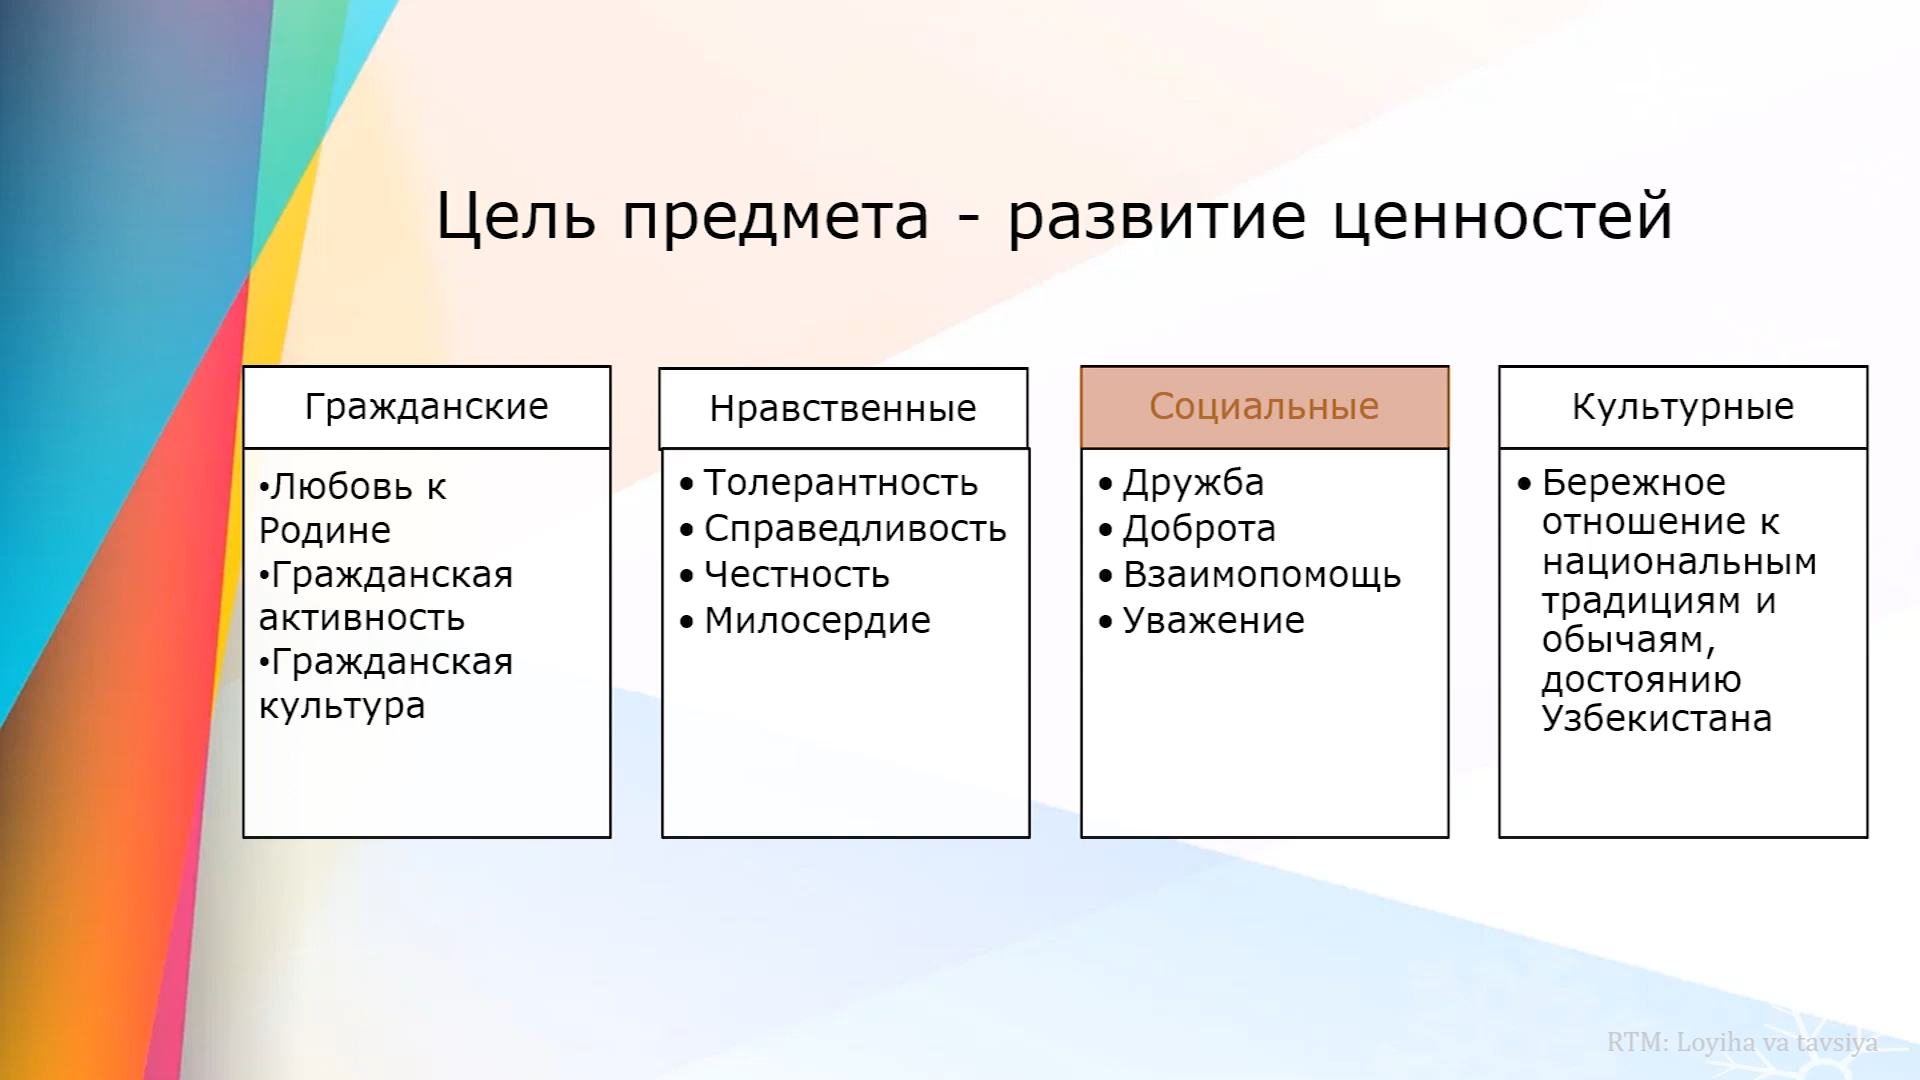 Цель предмета - развитие ценностей
Гражданские
•Любовь к
Родине
•Гражданская
активность
•Гражданская
культура
Нравственные
• Толерантность
• Справедливость
• Честность
• Милосердие
Социальные
• Дружба
• Доброта
• Взаимопомощь
• Уважение
Культурные
• Бережное
отношение к
национальным
традициям и
обычаям,
достоянию
Узбекистана
RTM: Loyiha va tavsiya